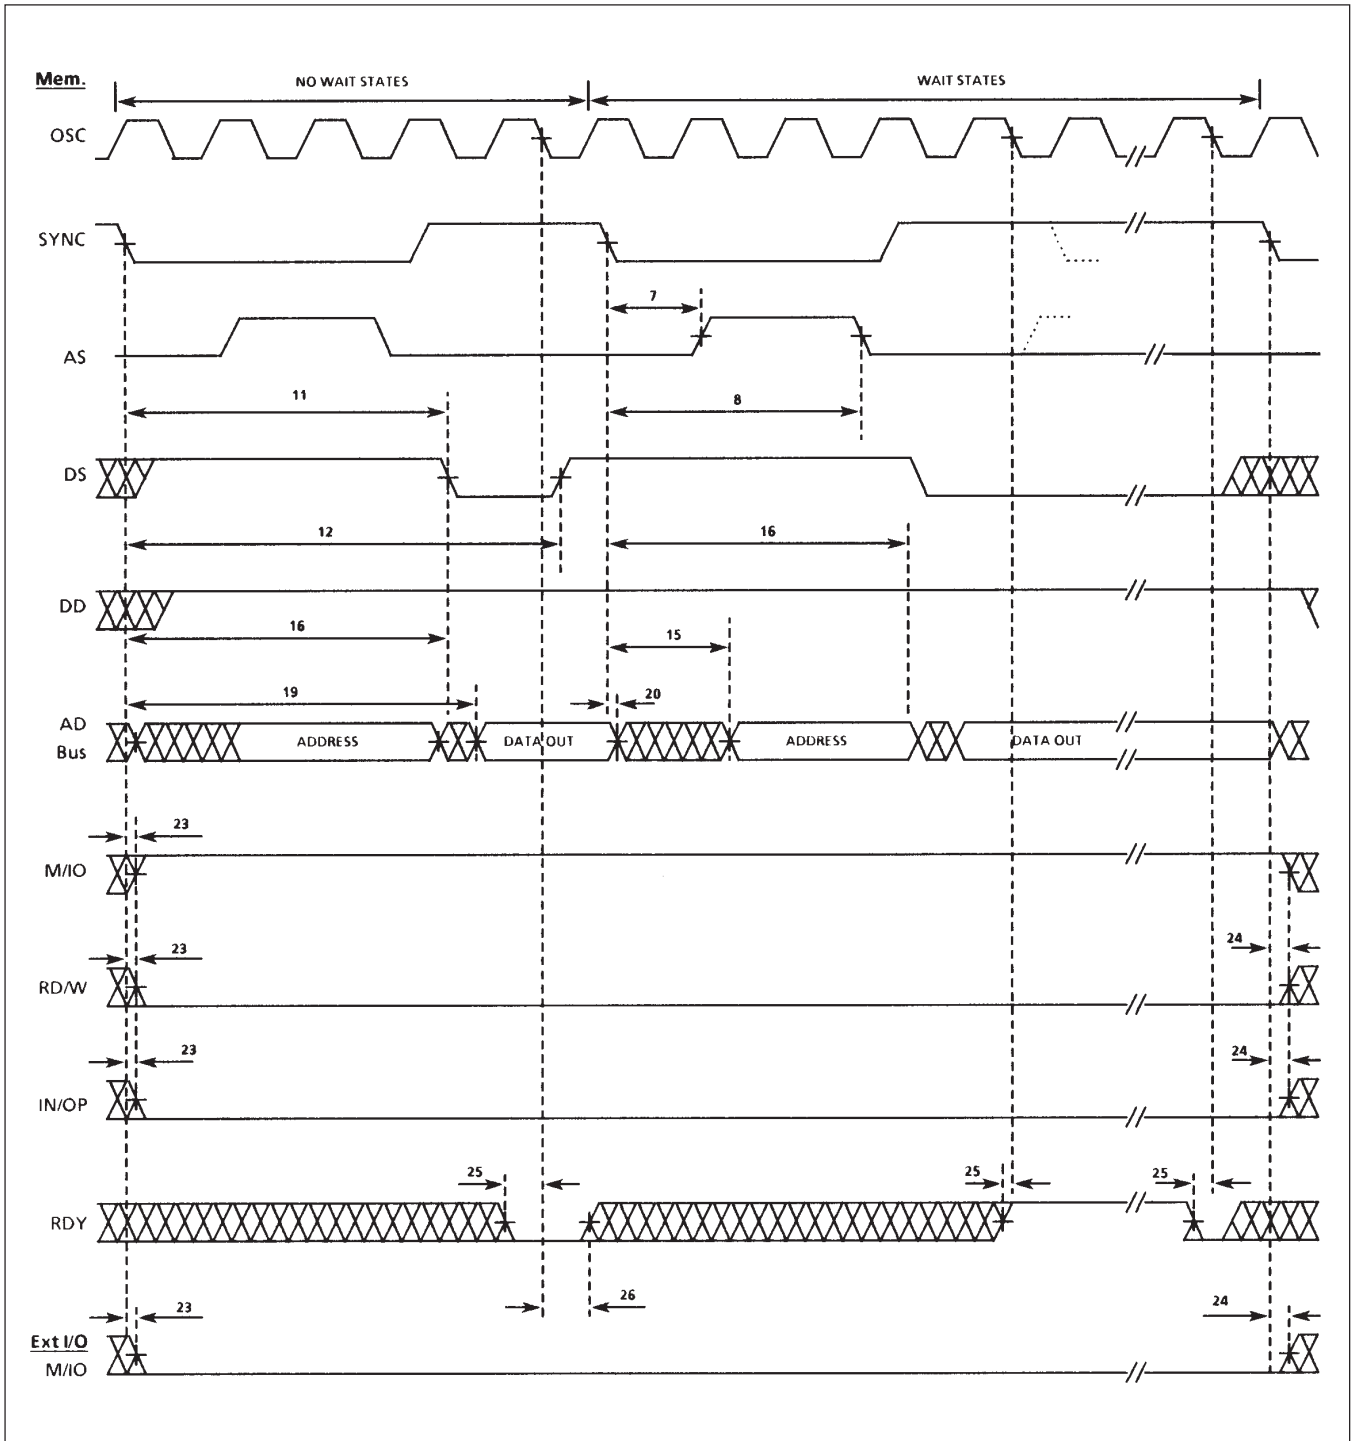 Mem.
NO WAIT STATES
WAIT STATES
OSC
SYNC
7
AS
11
8
DS
12
16
DD
16
15
19
20
AD
Bus
ADDRESS
DATA OUT
ADDRESS
DATA OUT
23
M/IO
23
24
RD/W
23
24
IN/OP
25
25
25
RDY
26
23
24
Ext I/O
M/IO